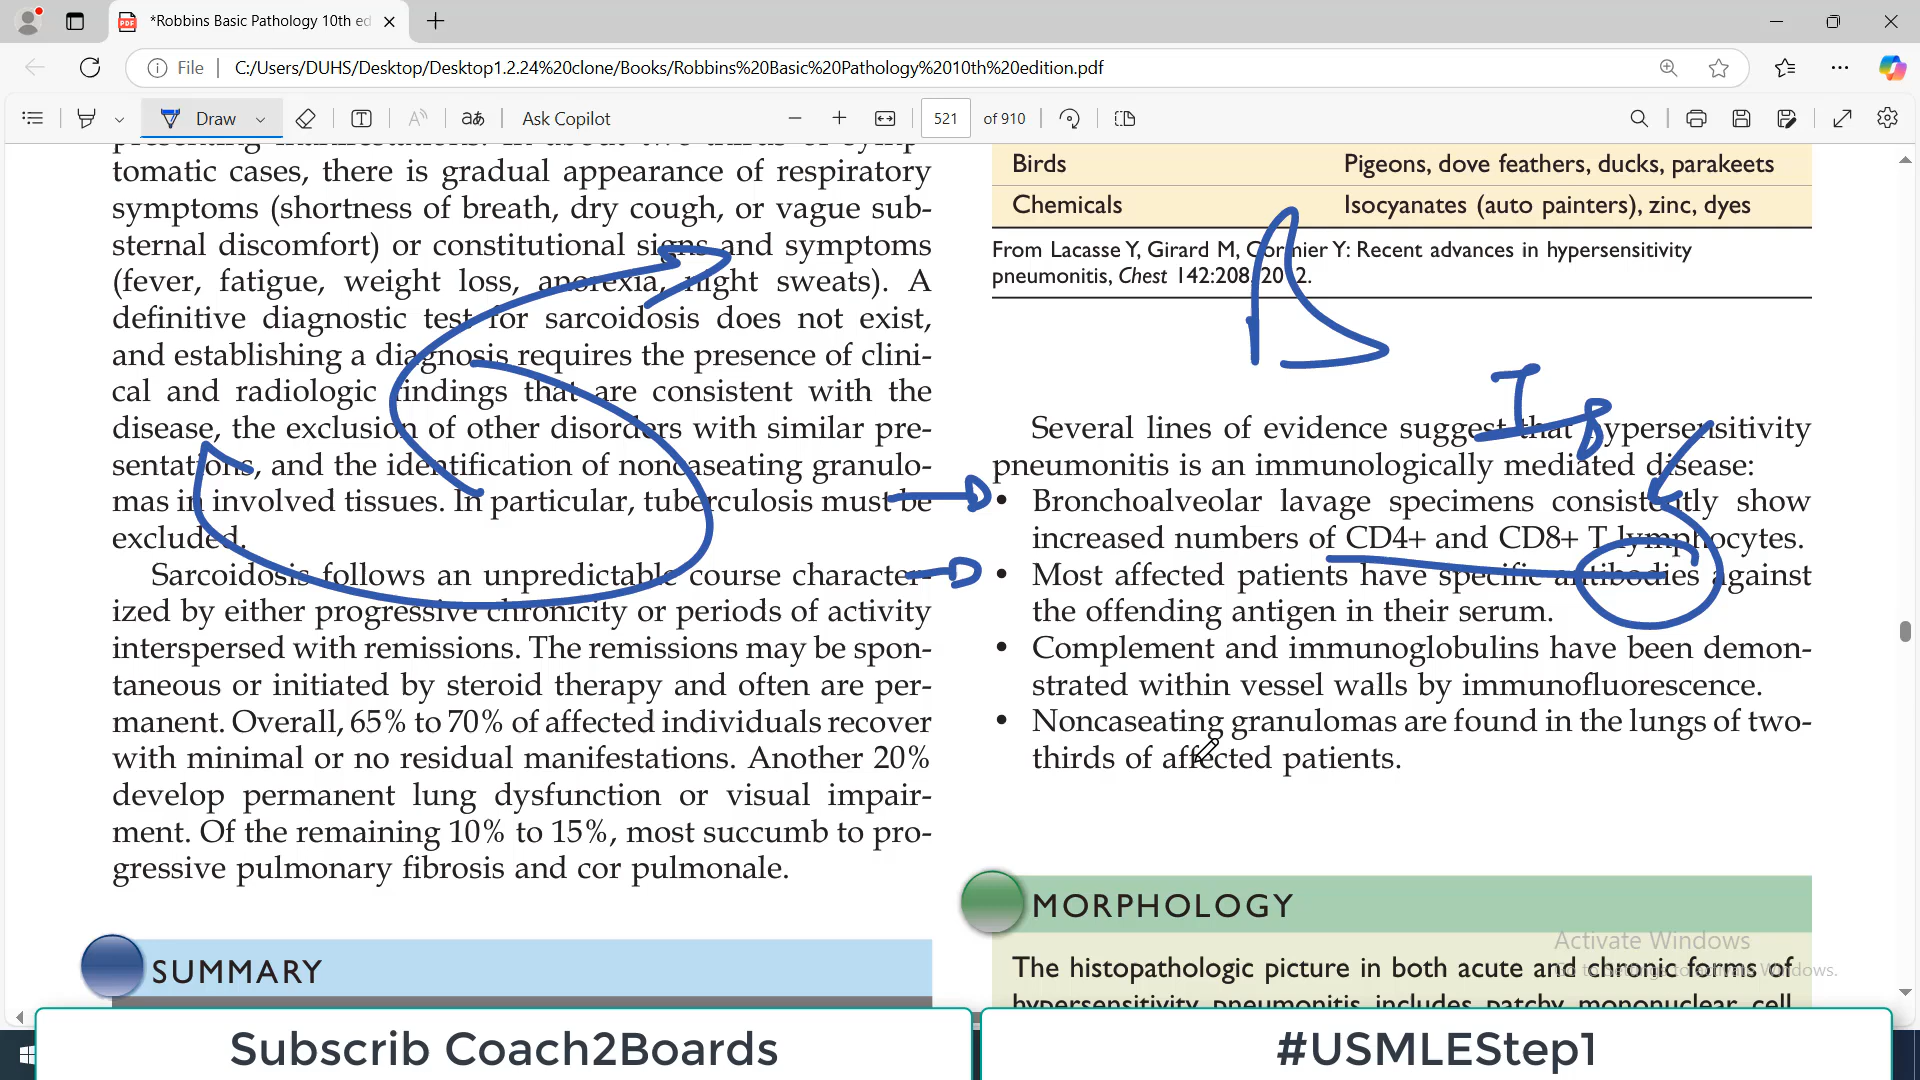 *Robbins Basic Pathology 10th ed
File
C:/Users/DUHS/Desktop/Desktop1.2.24%20clone/Books/Robbins%20Basic%20Pathology%2010th%20edition.pdf
Draw
Ask Copilot
521 of 910
tomatic cases, there is gradual appearance of respiratory
symptoms (shortness of breath, dry cough, or vague sub-
sternal discomfort) or constitutional signs and symptoms
(fever, fatigue, weight loss, anorexia, night sweats). A
definitive diagnostic test for sarcoidosis does not exist,
and establishing a diagnosis requires the presence of clini-
cal and radiologic findings that are consistent with the
disease, the exclusion of other disorders with similar pre-
sentations, and the identification of noncaseating granulo-
mas in involved tissues. In particular, tuberculosis must be
excluded.
Sarcoidosis follows an unpredictable course character-
ized by either progressive chronicity or periods of activity
interspersed with remissions. The remissions may be spon-
taneous or initiated by steroid therapy and often are per-
manent. Overall, 65% to 70% of affected individuals recover
with minimal or no residual manifestations. Another 20%
develop permanent lung dysfunction or visual impair-
ment. Of the remaining 10% to 15%, most succumb to pro-
gressive pulmonary fibrosis and cor pulmonale.
SUMMARY
Birds Pigeons, dove feathers, ducks, parakeets
Chemicals Isocyanates (auto painters), zinc, dyes
From Lacasse Y, Girard M, Cormier Y: Recent advances in hypersensitivity
pneumonitis, Chest 142:208, 2012.
Ig
Several lines of evidence suggest that hypersensitivity
pneumonitis is an immunologically mediated disease:
• Bronchoalveolar lavage specimens consistently show
increased numbers of CD4+ and CD8+ T lymphocytes.
• Most affected patients have specific antibodies against
the offending antigen in their serum.
• Complement and immunoglobulins have been demon-
strated within vessel walls by immunofluorescence.
• Noncaseating granulomas are found in the lungs of two-
thirds of affected patients.
MORPHOLOGY
The histopathologic picture in both acute and chronic forms of
hypersensitivity pneumonitis includes patchy mononuclear cell
Activate Windows
Go to Settings to activate Windows.
Subscrib Coach2Boards
#USMLEStep1